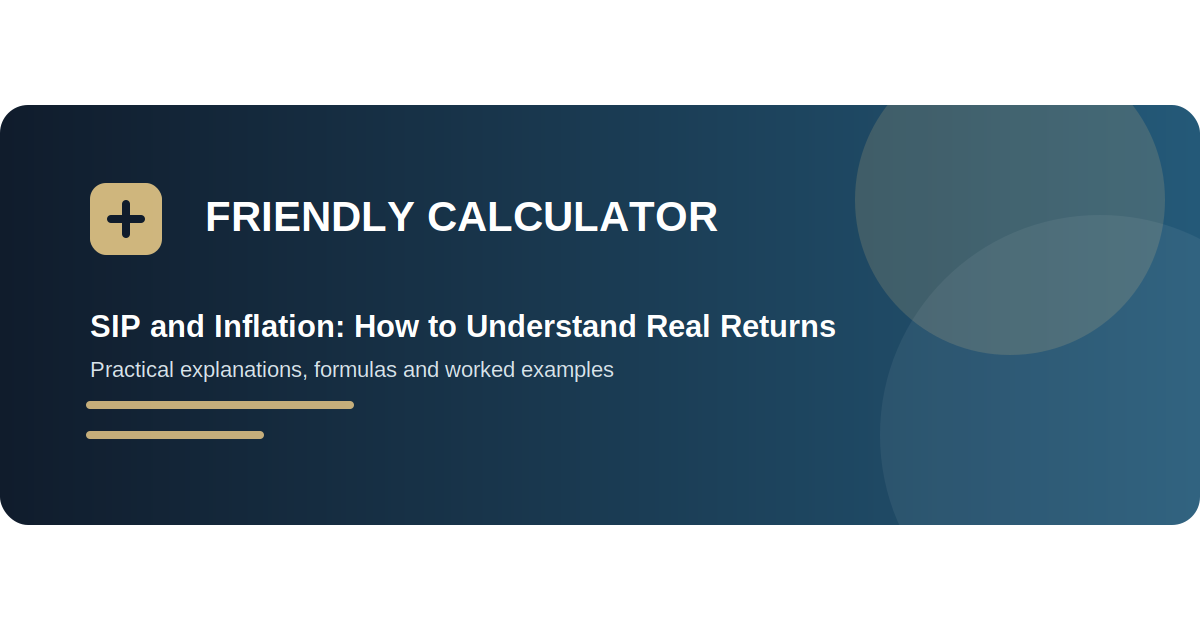 FRIENDLY CALCULATOR
SIP and Inflation: How to Understand Real Returns
Practical explanations, formulas and worked examples